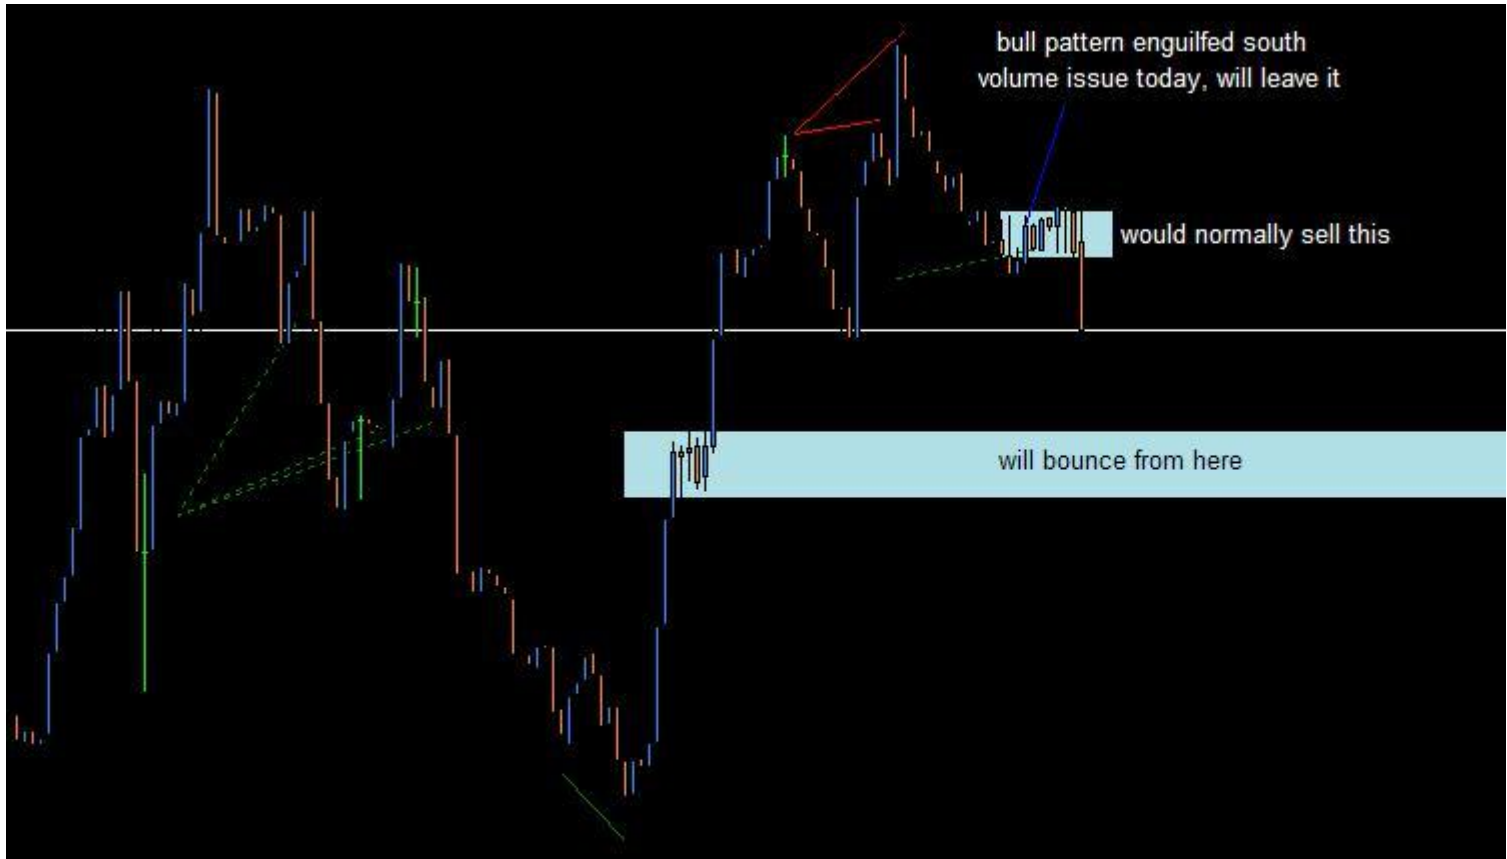 bull pattern enguilfed south
volume issue today, will leave it
would normally sell this
will bounce from here